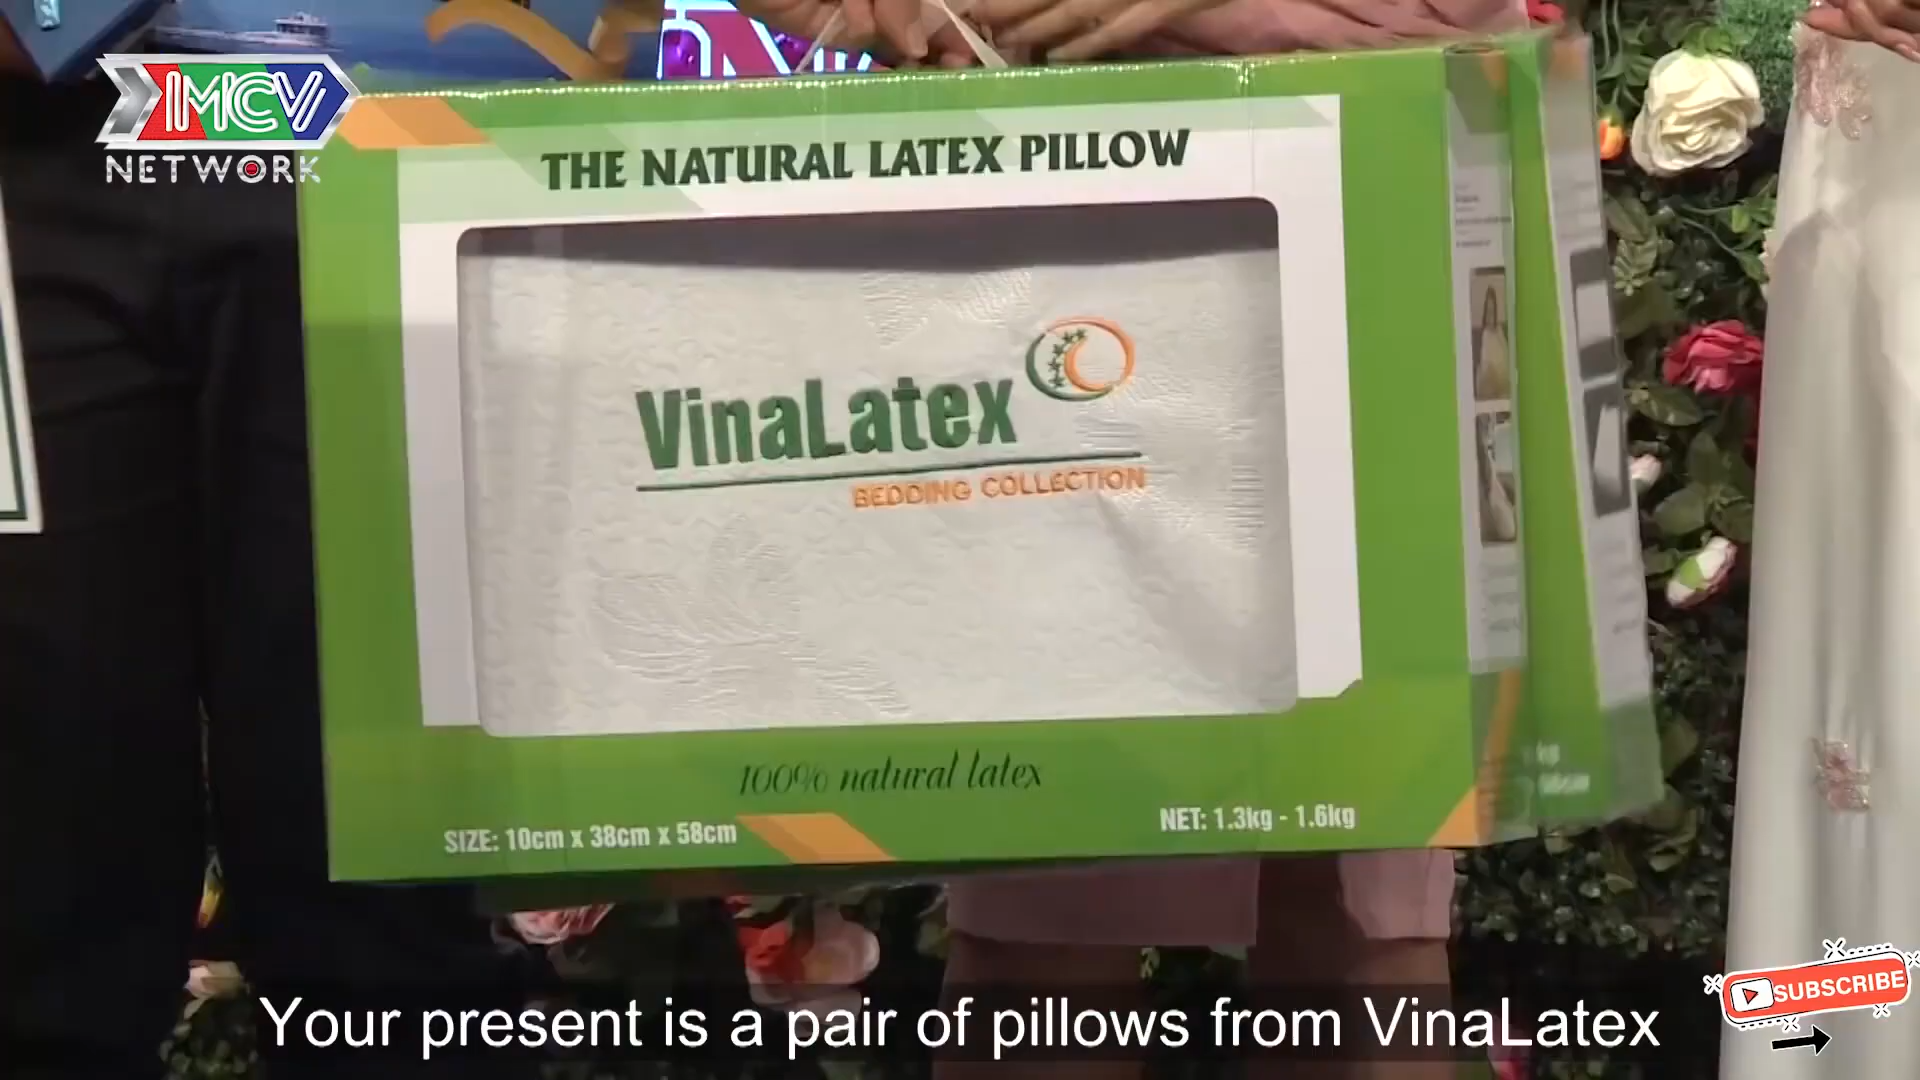 MCV
NETWORK
THE NATURAL LATEX PILLOW
VinaLatex
BEDDING COLLECTION
100% natural latex
SIZE: 10cm x 38cm x 58cm
NET: 1.3kg - 1.6kg
Your present is a pair of pillows from VinaLatex
SUBSCRIBE